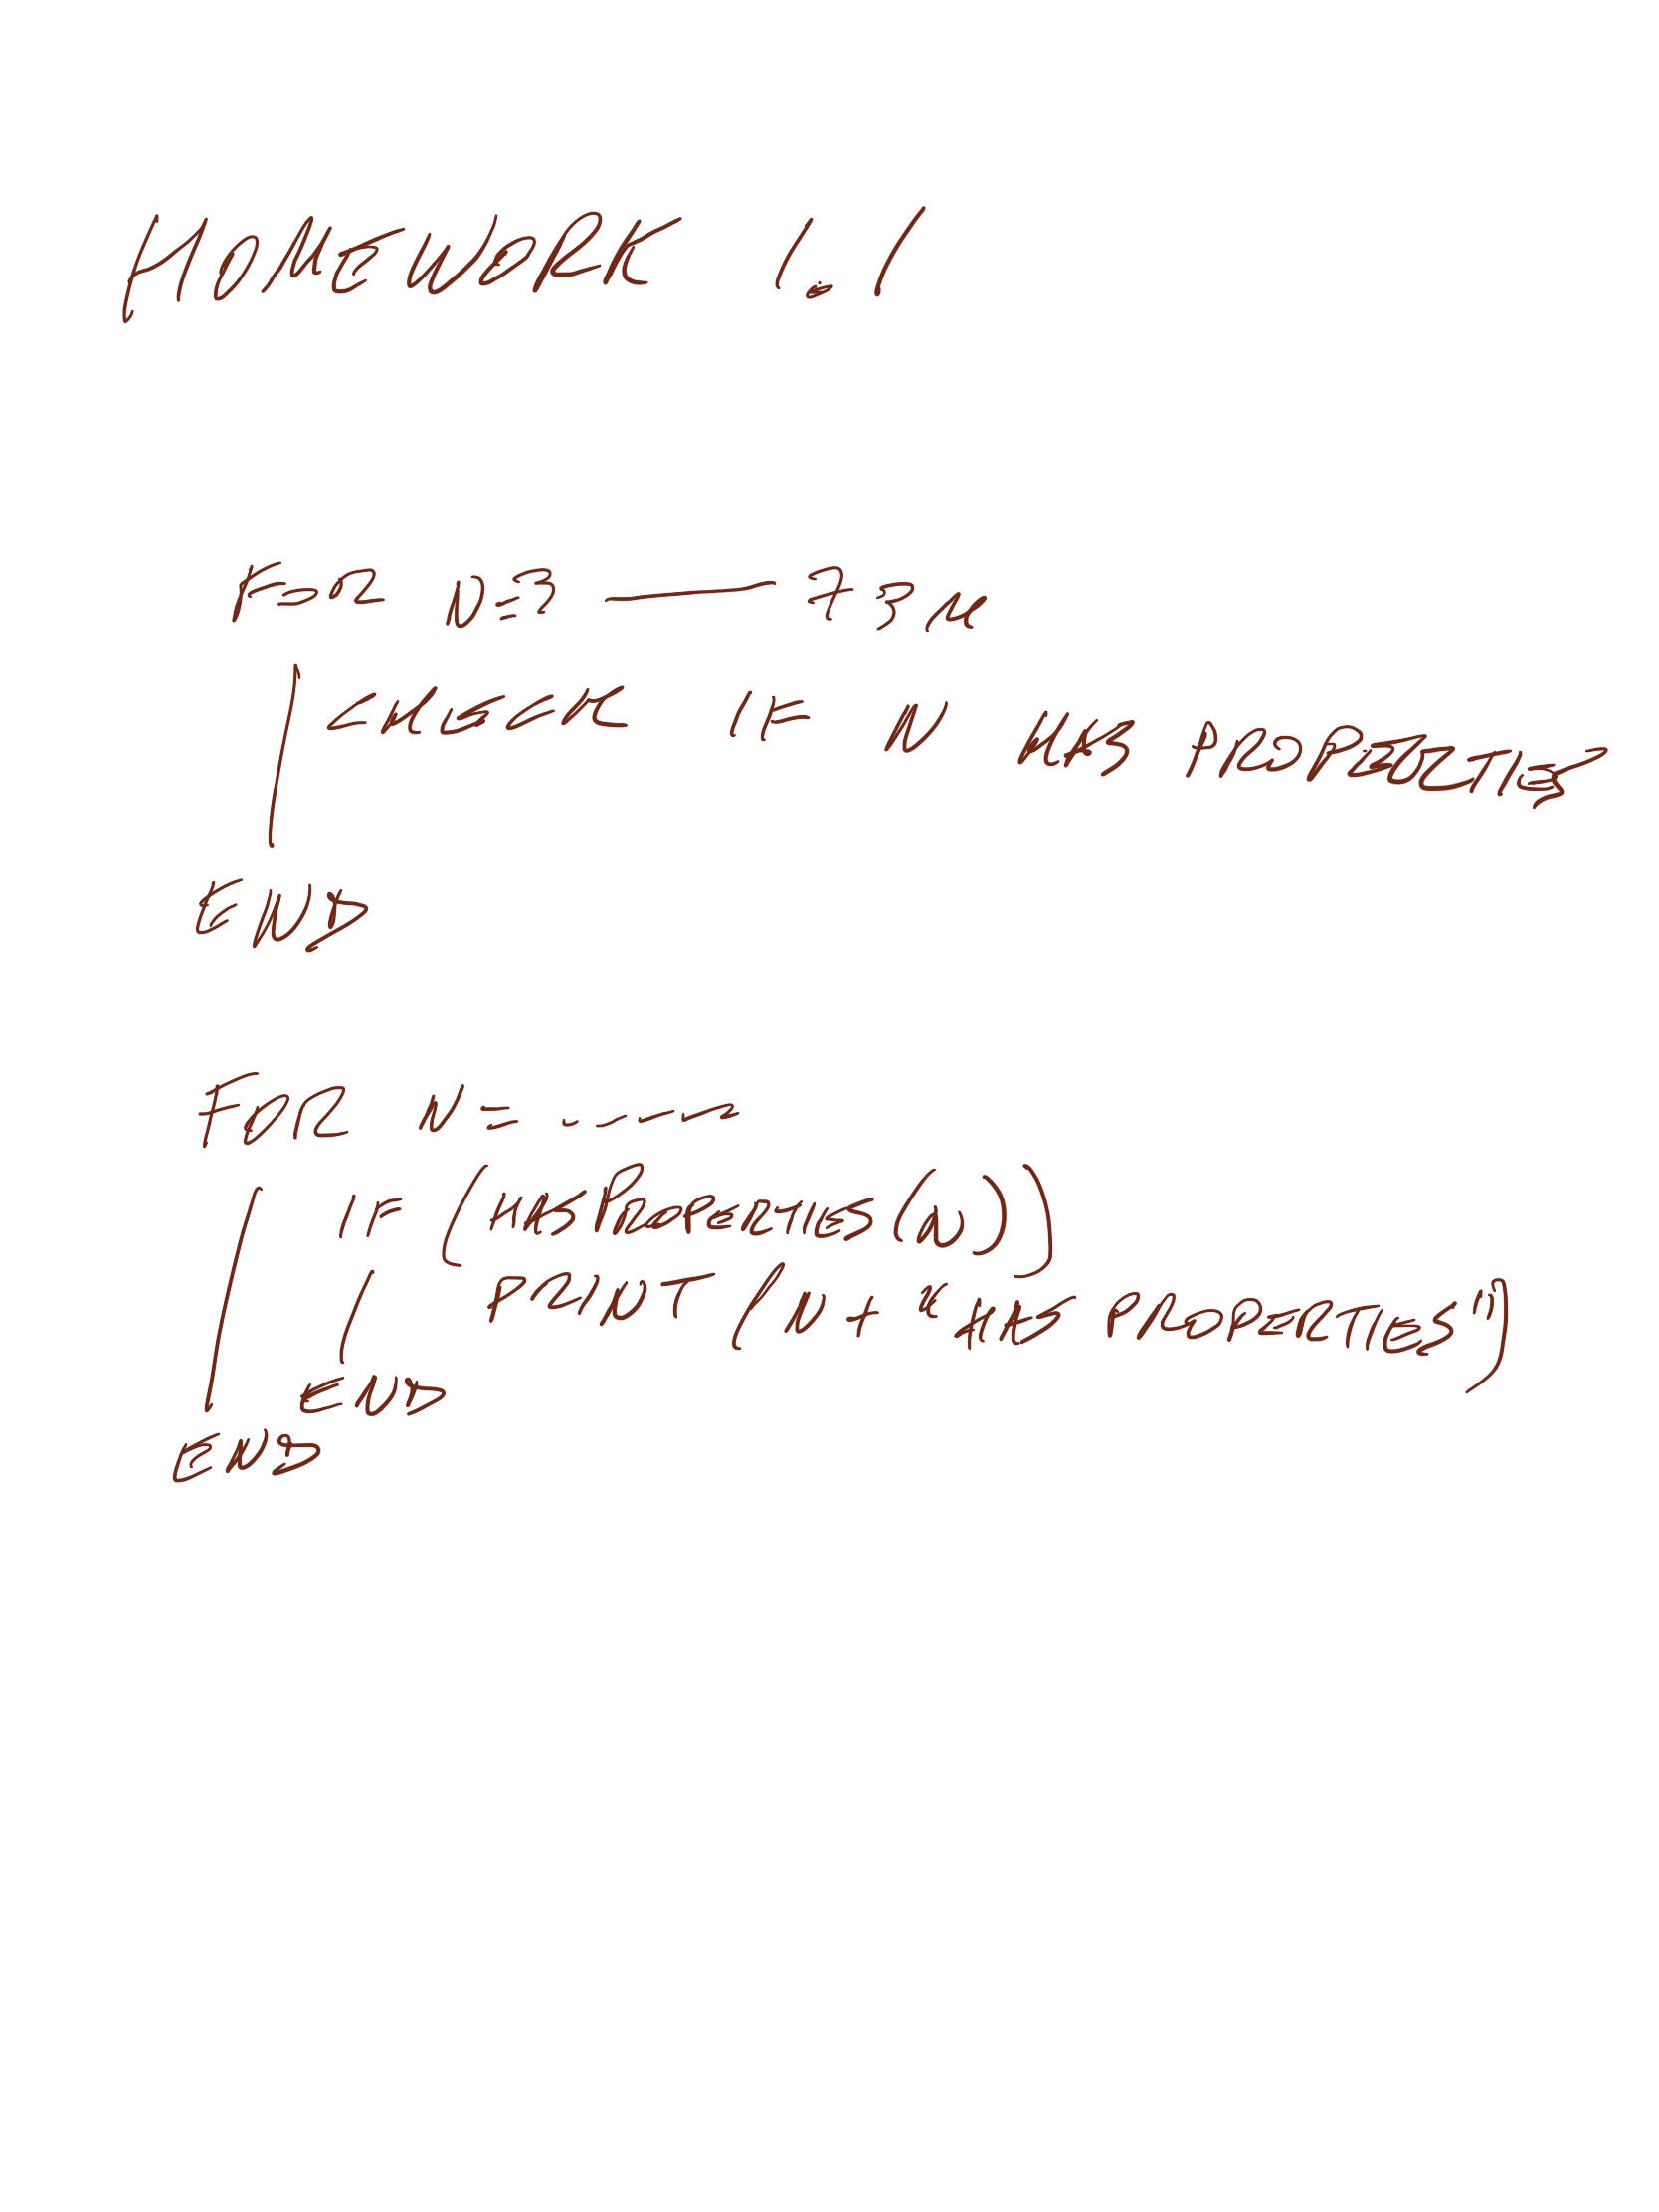 HOMEWORK 1.1
FOR N=3 — 73M
CHECK IF N HAS PROPERTIES
END
FOR N= .----
IF (HASPROPERTIES(N))
PRINT (N + "HAS PROPERTIES")
END
END